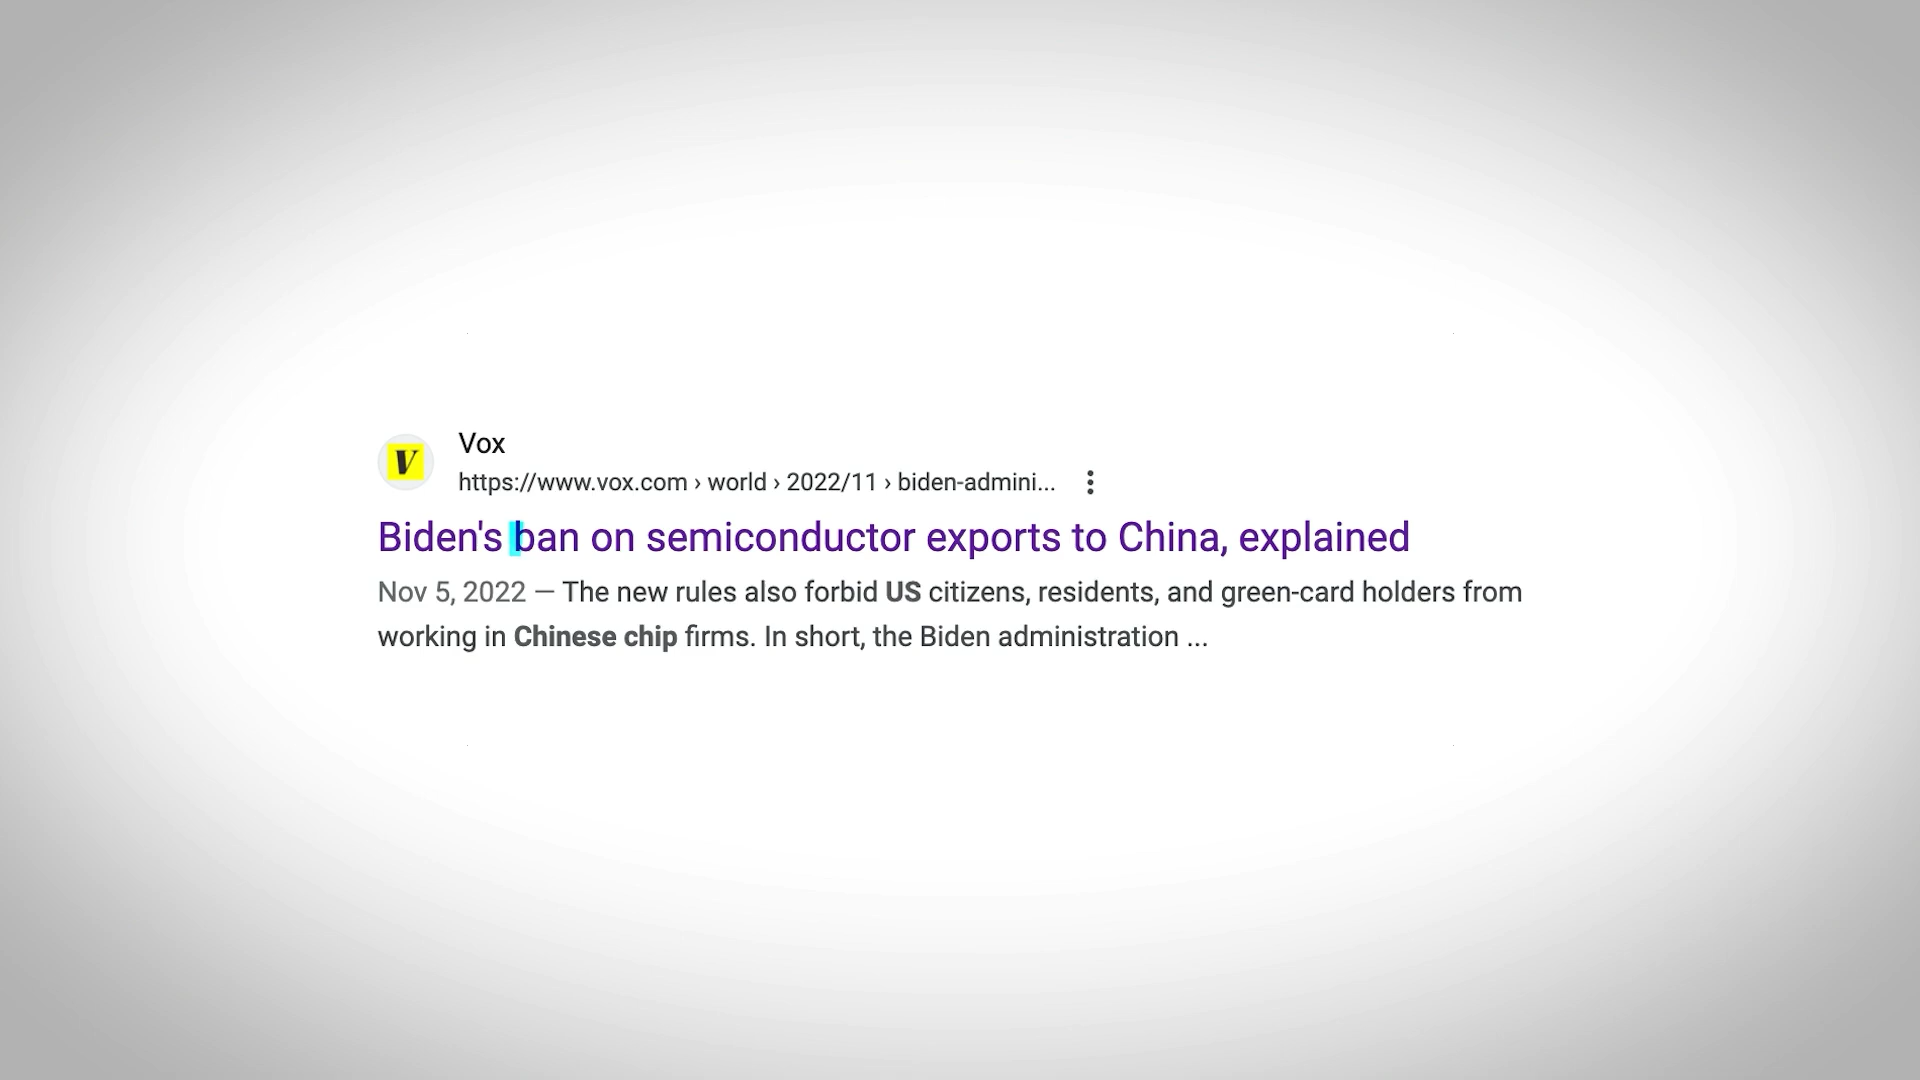 V
Vox
https://www.vox.com › world › 2022/11 › biden-admini...
Biden's ban on semiconductor exports to China, explained
Nov 5, 2022 — The new rules also forbid US citizens, residents, and green-card holders from
working in Chinese chip firms. In short, the Biden administration ...